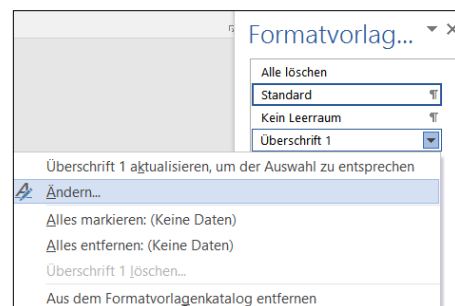 Formatvorlag...
Alle löschen
Standard
Kein Leerraum
Überschrift 1
Überschrift 1 aktualisieren, um der Auswahl zu entsprechen
Ändern...
Alles markieren: (Keine Daten)
Alles entfernen: (Keine Daten)
Überschrift 1 löschen...
Aus dem Formatvorlagenkatalog entfernen